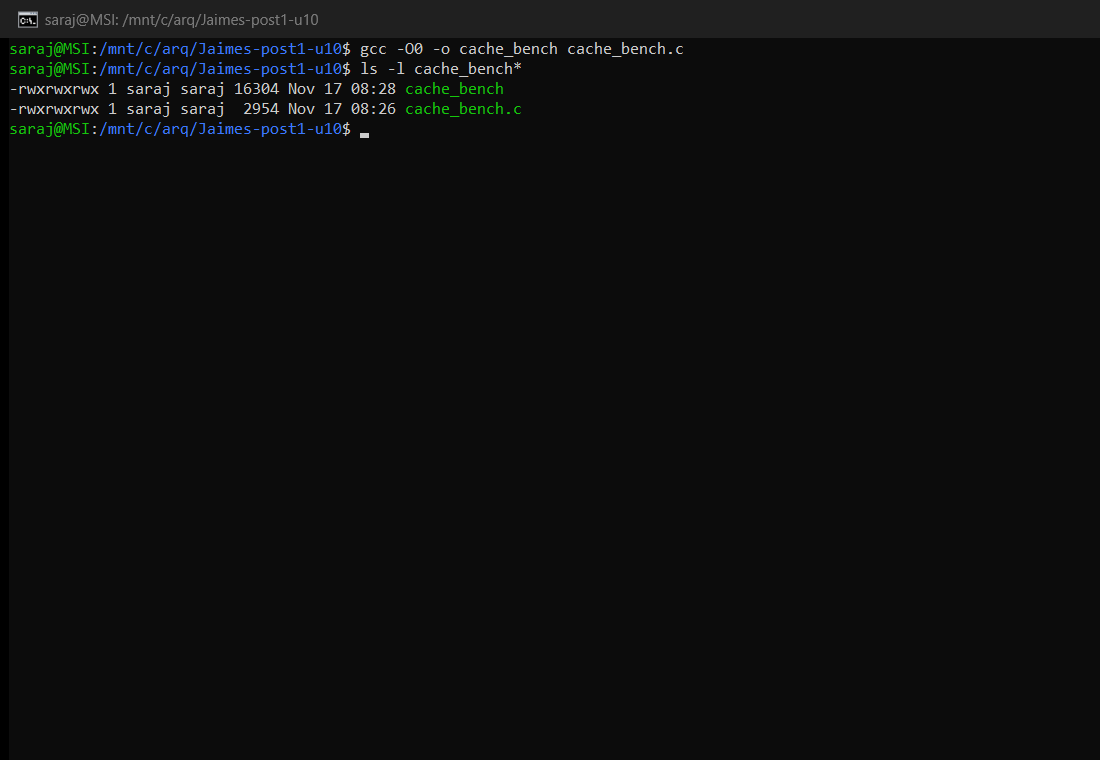 saraj@MSI: /mnt/c/arq/Jaimes-post1-u10
saraj@MSI:/mnt/c/arq/Jaimes-post1-u10$ gcc -O0 -o cache_bench cache_bench.c
saraj@MSI:/mnt/c/arq/Jaimes-post1-u10$ ls -l cache_bench*
-rwxrwxrwx 1 saraj saraj 16304 Nov 17 08:28 cache_bench
-rwxrwxrwx 1 saraj saraj  2954 Nov 17 08:26 cache_bench.c
saraj@MSI:/mnt/c/arq/Jaimes-post1-u10$